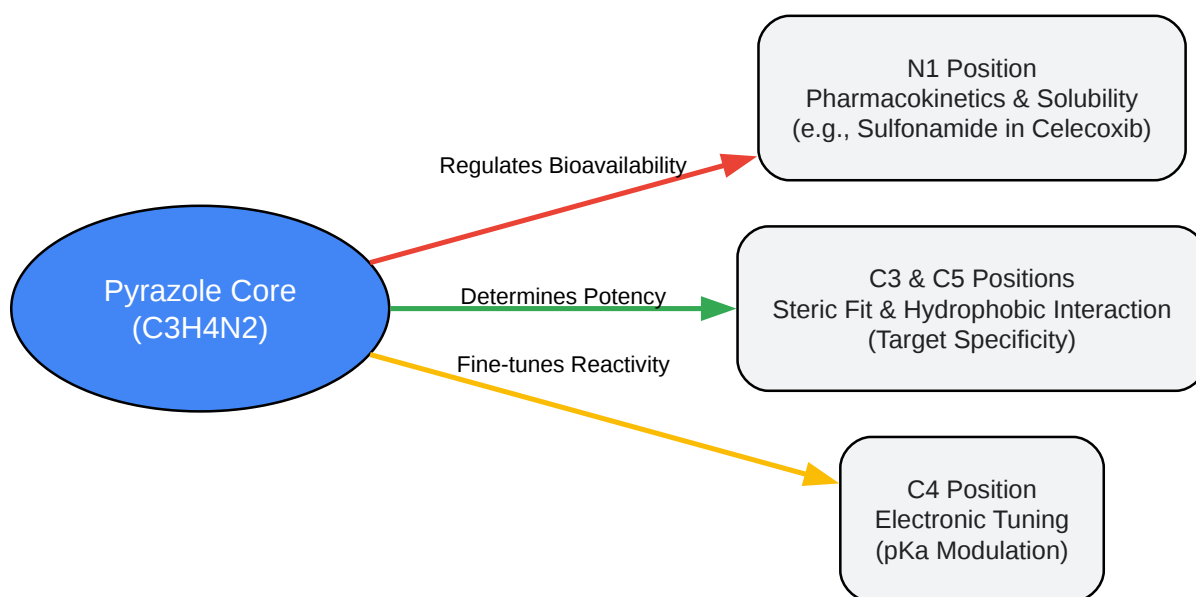 Pyrazole Core
(C3H4N2)
Regulates Bioavailability
N1 Position
Pharmacokinetics & Solubility
(e.g., Sulfonamide in Celecoxib)
Determines Potency
C3 & C5 Positions
Steric Fit & Hydrophobic Interaction
(Target Specificity)
Fine-tunes Reactivity
C4 Position
Electronic Tuning
(pKa Modulation)